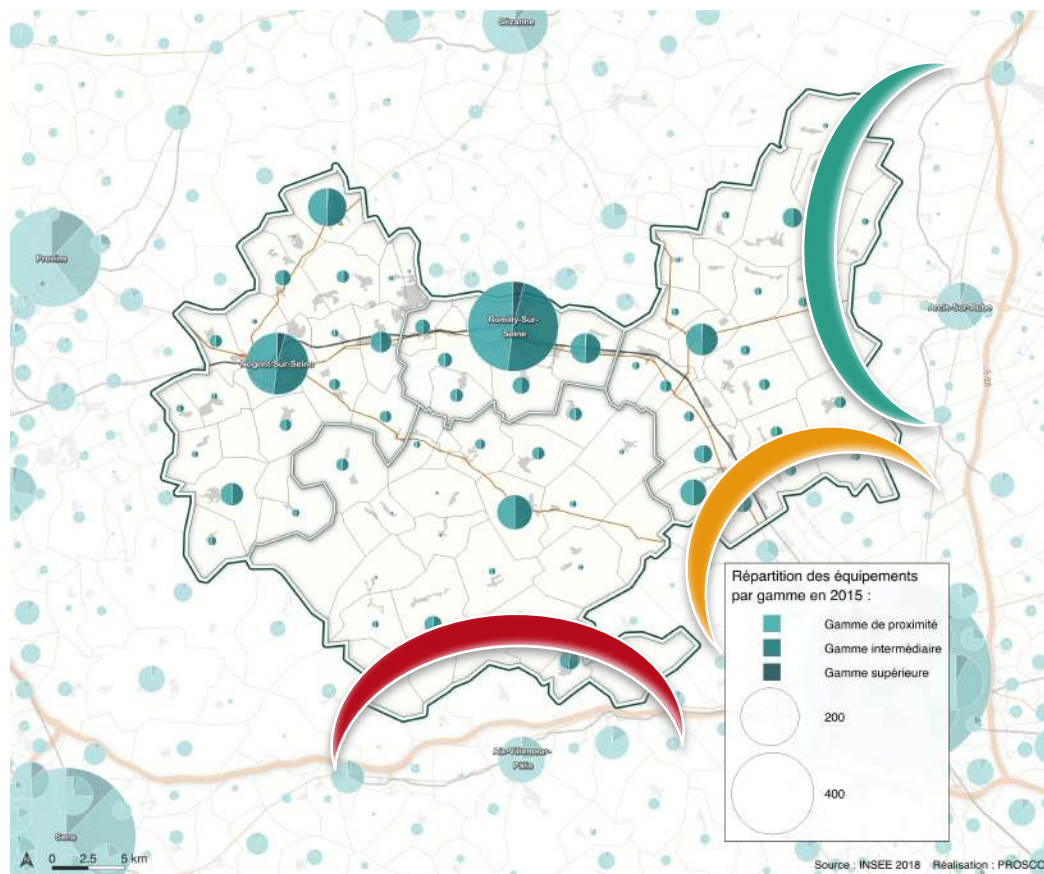 Sézanne
Provins
Romilly-Sur-
Seine
Arcis-Sur-Aube
Nogent-Sur-Seine
Répartition des équipements
par gamme en 2015 :
Gamme de proximité
Gamme intermédiaire
Gamme supérieure
200
400
Aix-Villemaur-
Pâlis
Sens
0 2.5 5 km
Source : INSEE 2018 Réalisation : PROSCO